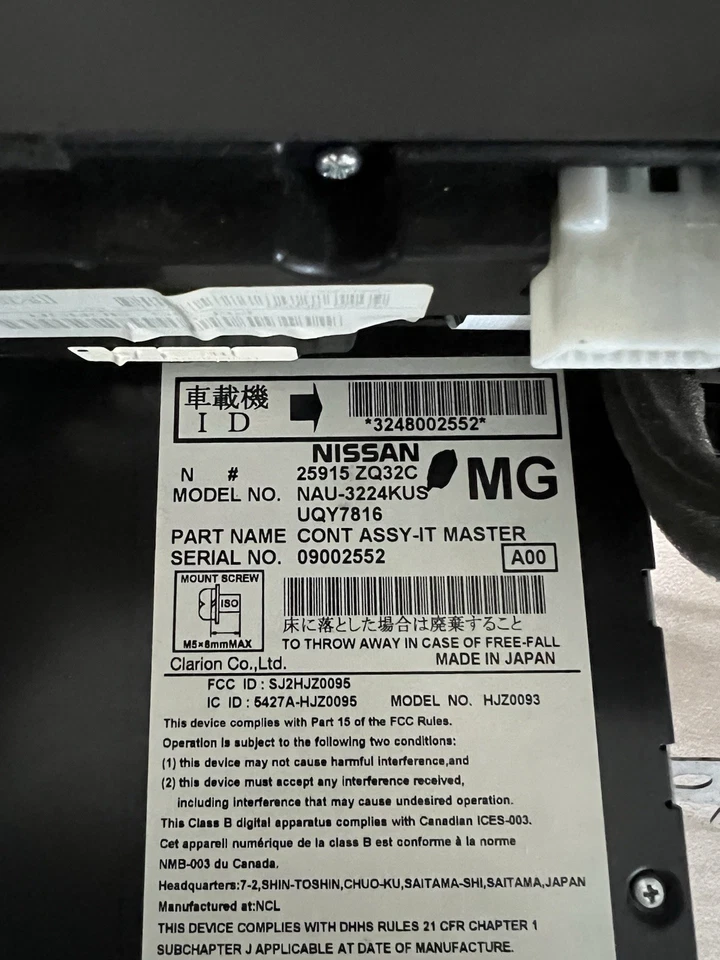 車載機
ID
*3248002552*
NISSAN
N # 25915 ZQ32C
MG
MODEL NO. NAU-3224KUS
UQY7816
PART NAME CONT ASSY-IT MASTER
SERIAL NO. 09002552
A00
MOUNT SCREW
ISO
M5×8mmMAX
床に落とした場合は廃棄すること
TO THROW AWAY IN CASE OF FREE-FALL
Clarion Co.,Ltd.
MADE IN JAPAN
FCC ID : SJ2HJZ0095
IC ID : 5427A-HJZ0095 MODEL NO. HJZ0093
This device complies with Part 15 of the FCC Rules.
Operation is subject to the following two conditions:
(1) this device may not cause harmful interference,and
(2) this device must accept any interference received,
including interference that may cause undesired operation.
This Class B digital apparatus complies with Canadian ICES-003.
Cet appareil numérique de la class B est conforme à la norme
NMB-003 du Canada.
Headquarters:7-2,SHIN-TOSHIN,CHUO-KU,SAITAMA-SHI,SAITAMA,JAPAN
Manufactured at:NCL
THIS DEVICE COMPLIES WITH DHHS RULES 21 CFR CHAPTER 1
SUBCHAPTER J APPLICABLE AT DATE OF MANUFACTURE.